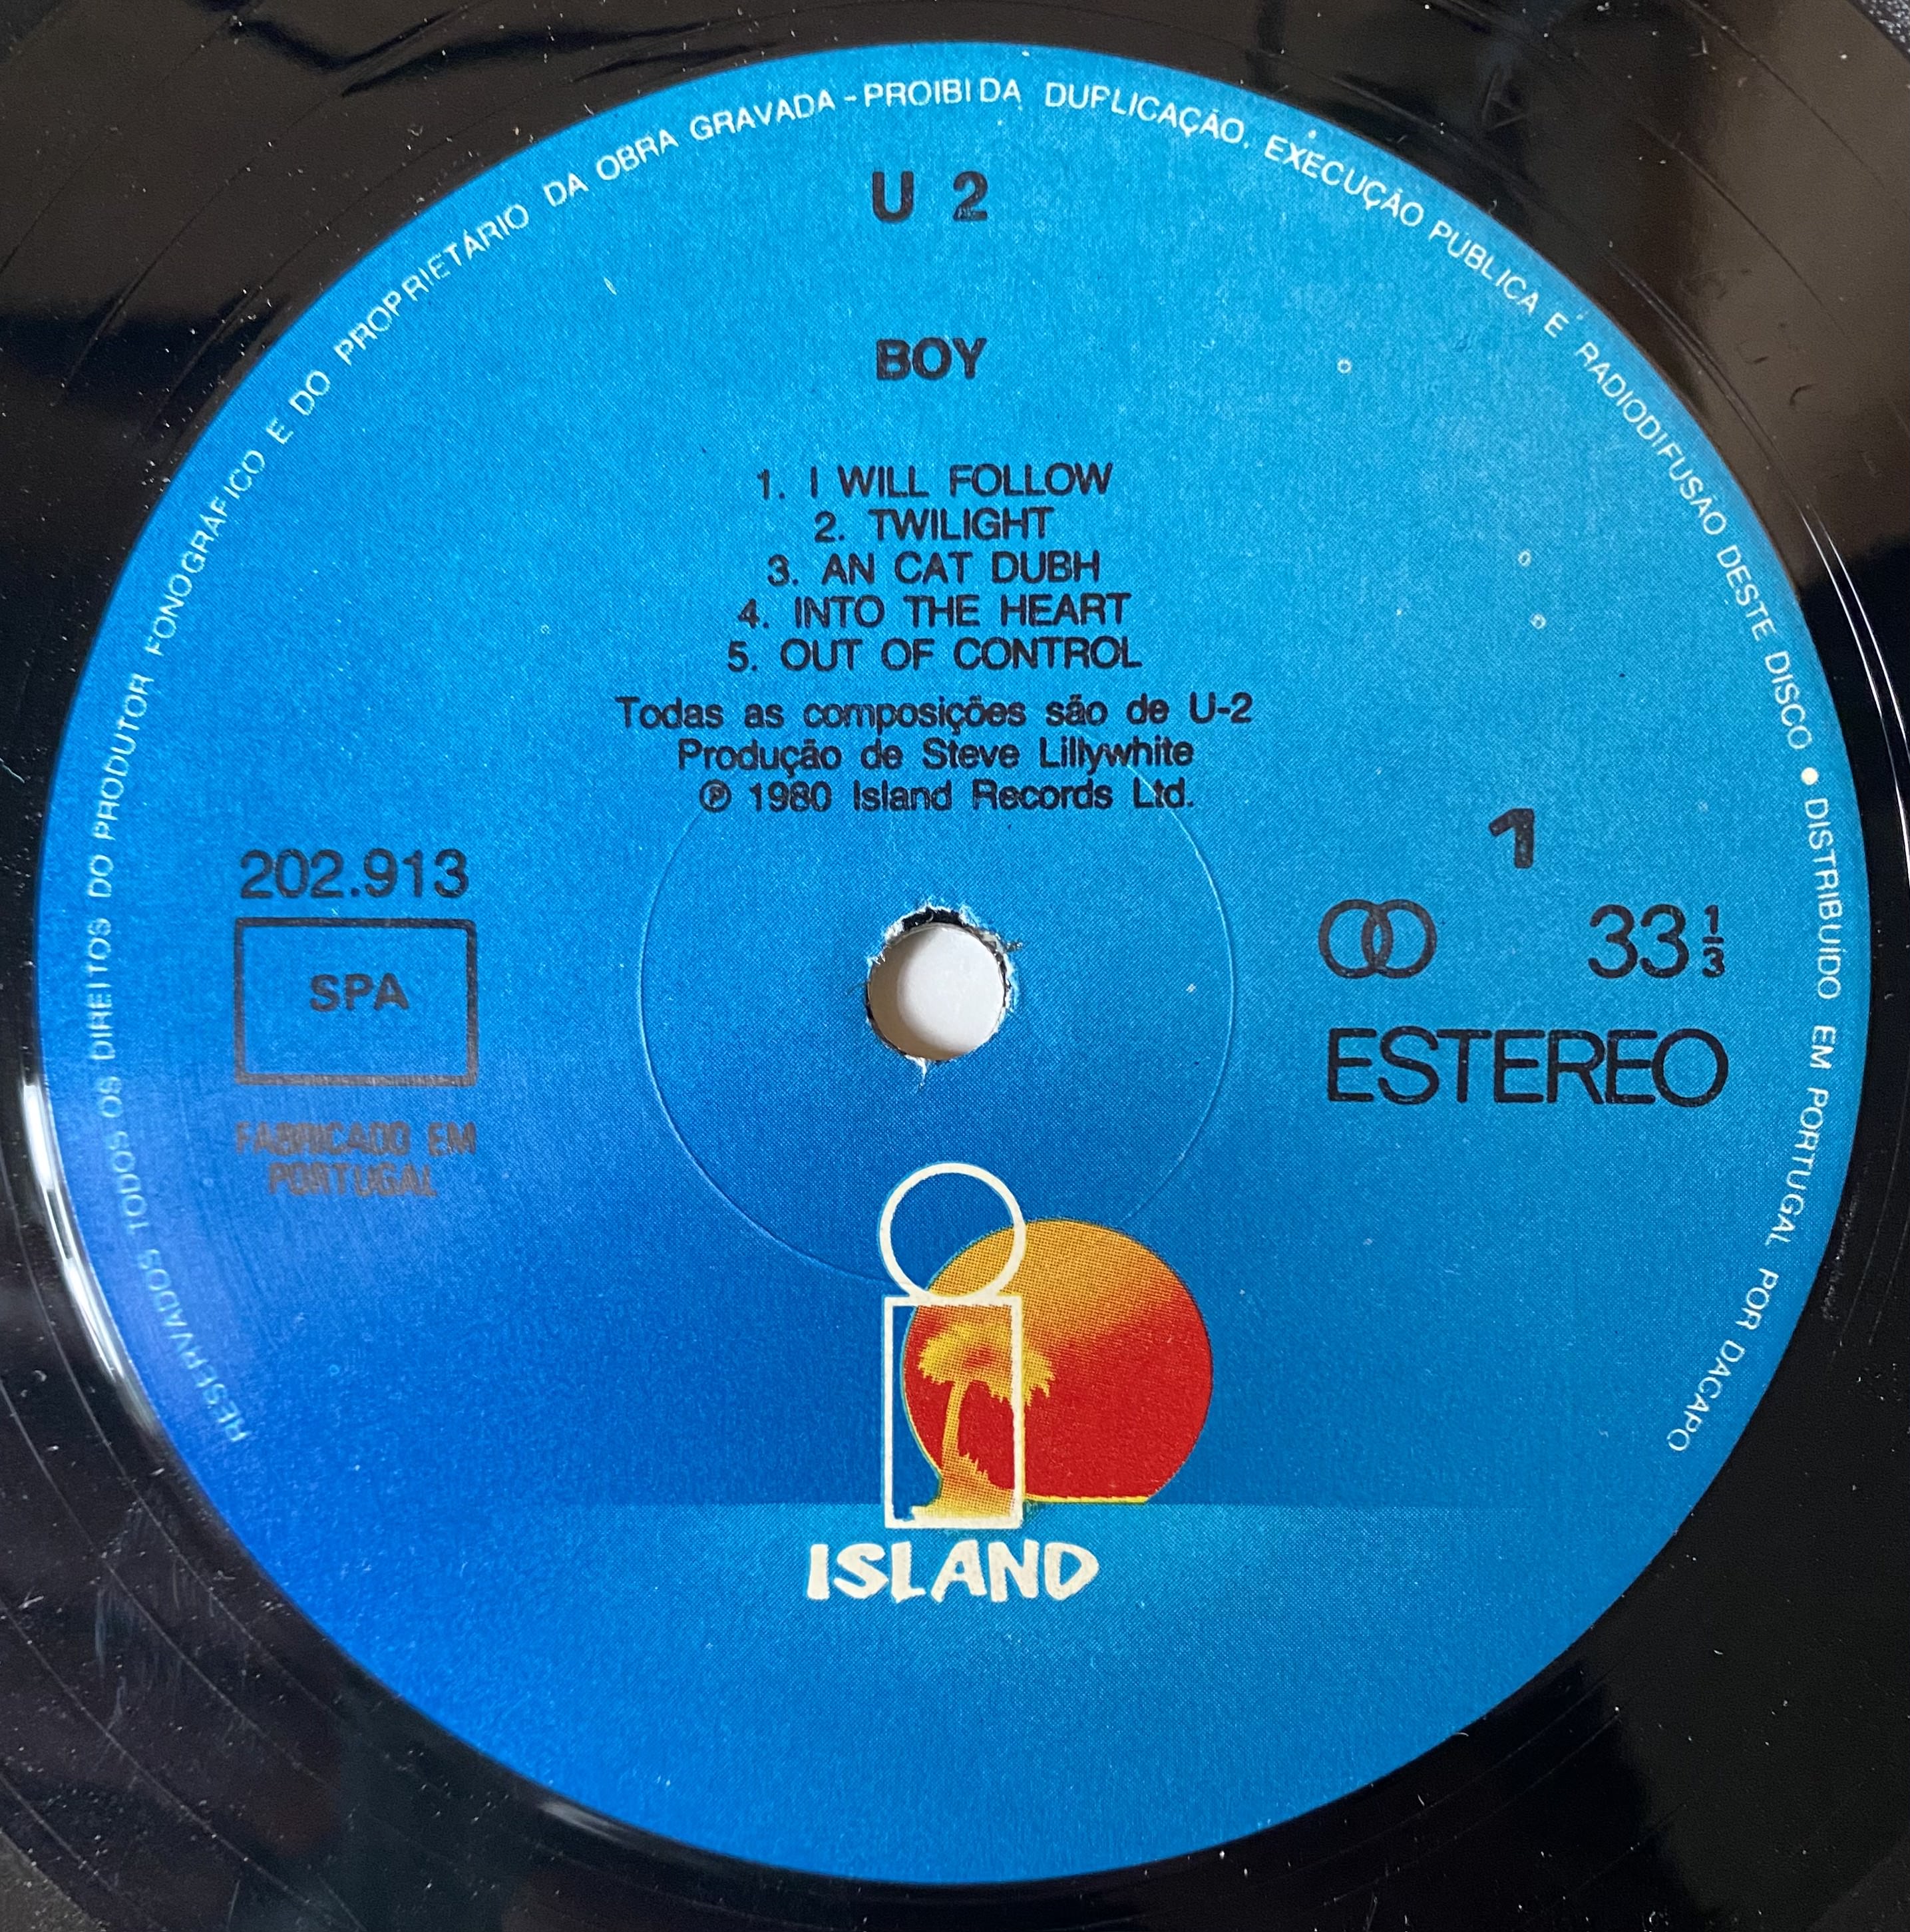 RESERVADOS TODOS OS DIREITOS DO PRODUTOR FONOGRÁFICO E DO PROPRIETÁRIO DA OBRA GRAVADA - PROIBIDA DUPLICAÇÃO, EXECUÇÃO PÚBLICA E RADIODIFUSÃO DESTE DISCO • DISTRIBUÍDO EM PORTUGAL POR DACAPO
U 2
BOY
1. I WILL FOLLOW
2. TWILIGHT
3. AN CAT DUBH
4. INTO THE HEART
5. OUT OF CONTROL
Todas as composições são de U-2
Produção de Steve Lillywhite
℗ 1980 Island Records Ltd.
202.913
SPA
FABRICADO EM
PORTUGAL
1
33 1/3
ESTEREO
ISLAND